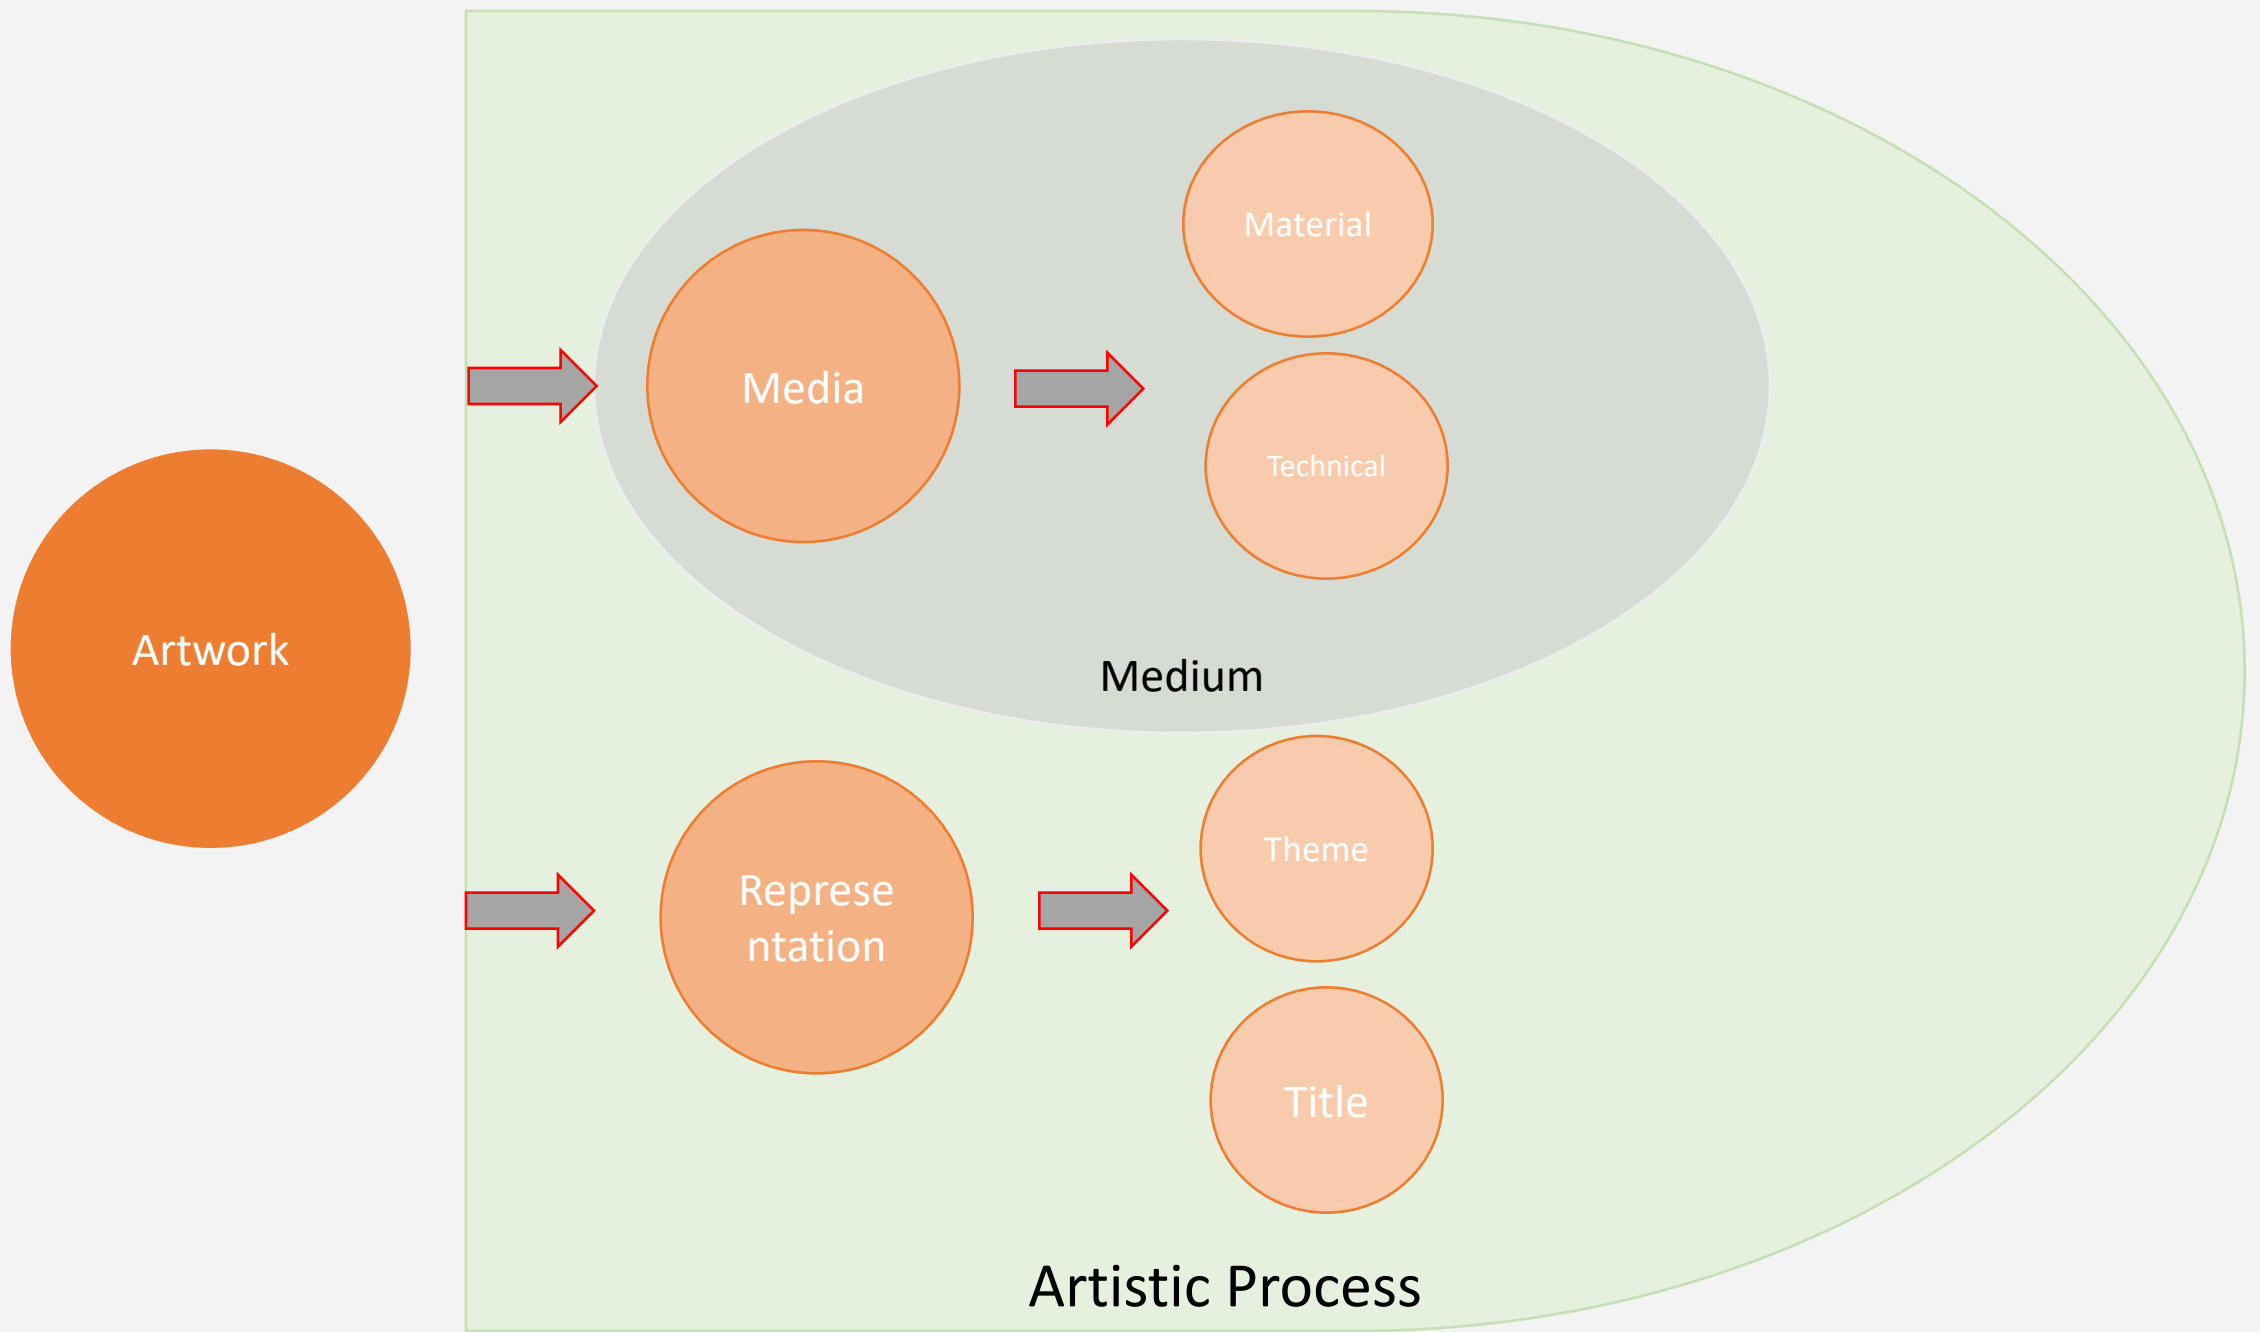 Artwork
Media
Material
Technical
Medium
Represe
ntation
Theme
Title
Artistic Process